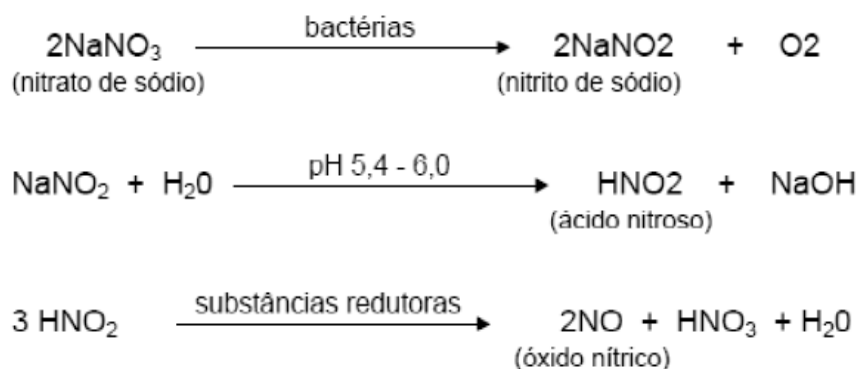 bactérias
2NaNO₃ 2NaNO2 + O2
(nitrato de sódio) (nitrito de sódio)
pH 5,4 - 6,0
NaNO₂ + H₂0 HNO2 + NaOH
(ácido nitroso)
substâncias redutoras
3 HNO₂ 2NO + HNO₃ + H₂0
(óxido nítrico)